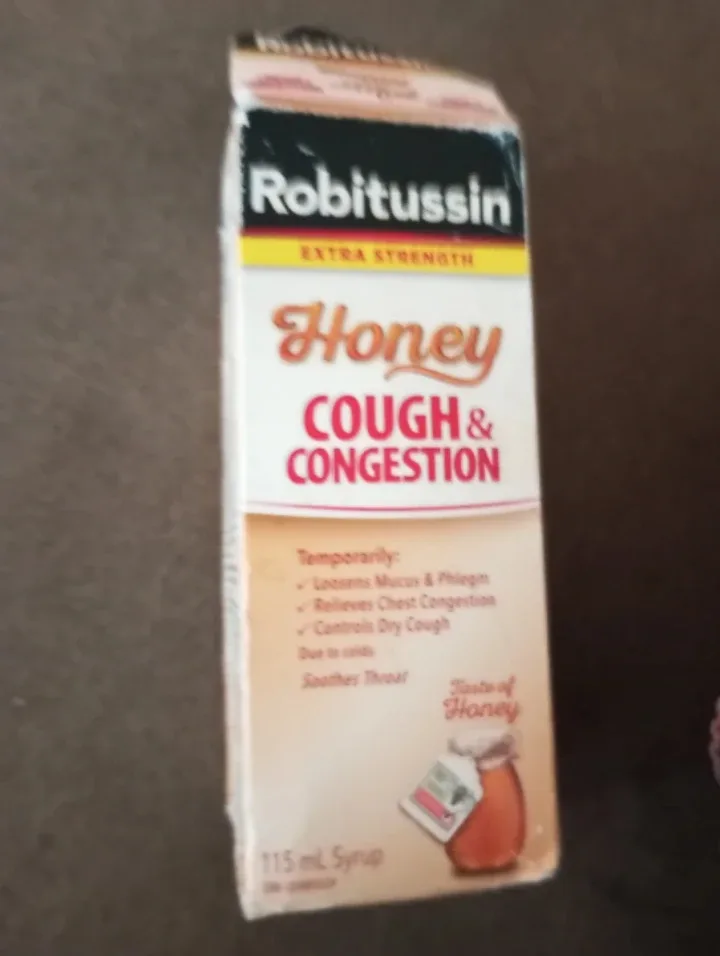 Robitussin
EXTRA STRENGTH
Honey
COUGH &
CONGESTION
Temporarily:
✓ Loosens Mucus & Phlegm
✓ Relieves Chest Congestion
✓ Controls Dry Cough
Due to colds
Soothes Throat
Taste of
Honey
115 mL Syrup